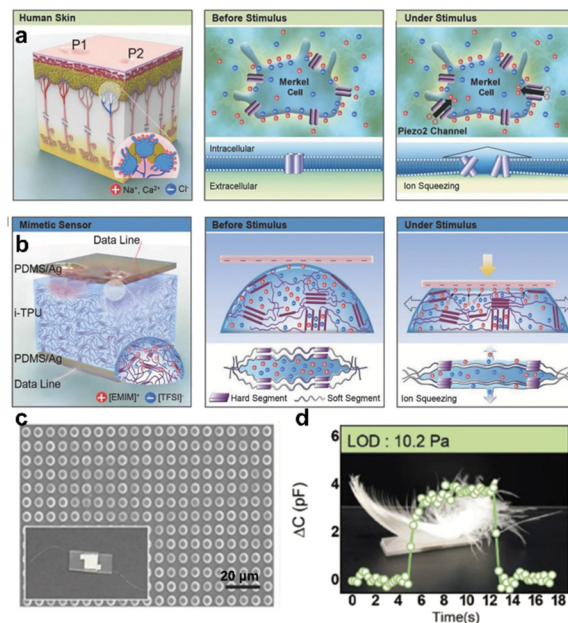 Human Skin
Before Stimulus
Under Stimulus
a
P1
P2
Merkel
Cell
Merkel
Cell
Piezo2 Channel
Intracellular
Extracellular
Ion Squeezing
Na⁺, Ca²⁺ Cl⁻
Mimetic Sensor
Before Stimulus
Under Stimulus
b
Data Line
PDMS/Ag
i-TPU
PDMS/Ag
Data Line
[EMIM]⁺ [TFSI]⁻
Hard Segment Soft Segment
Ion Squeezing
c
20 µm
d
LOD : 10.2 Pa
ΔC (pF)
6
4
2
0
0 2 4 6 8 10 12 14 16 18
Time(s)